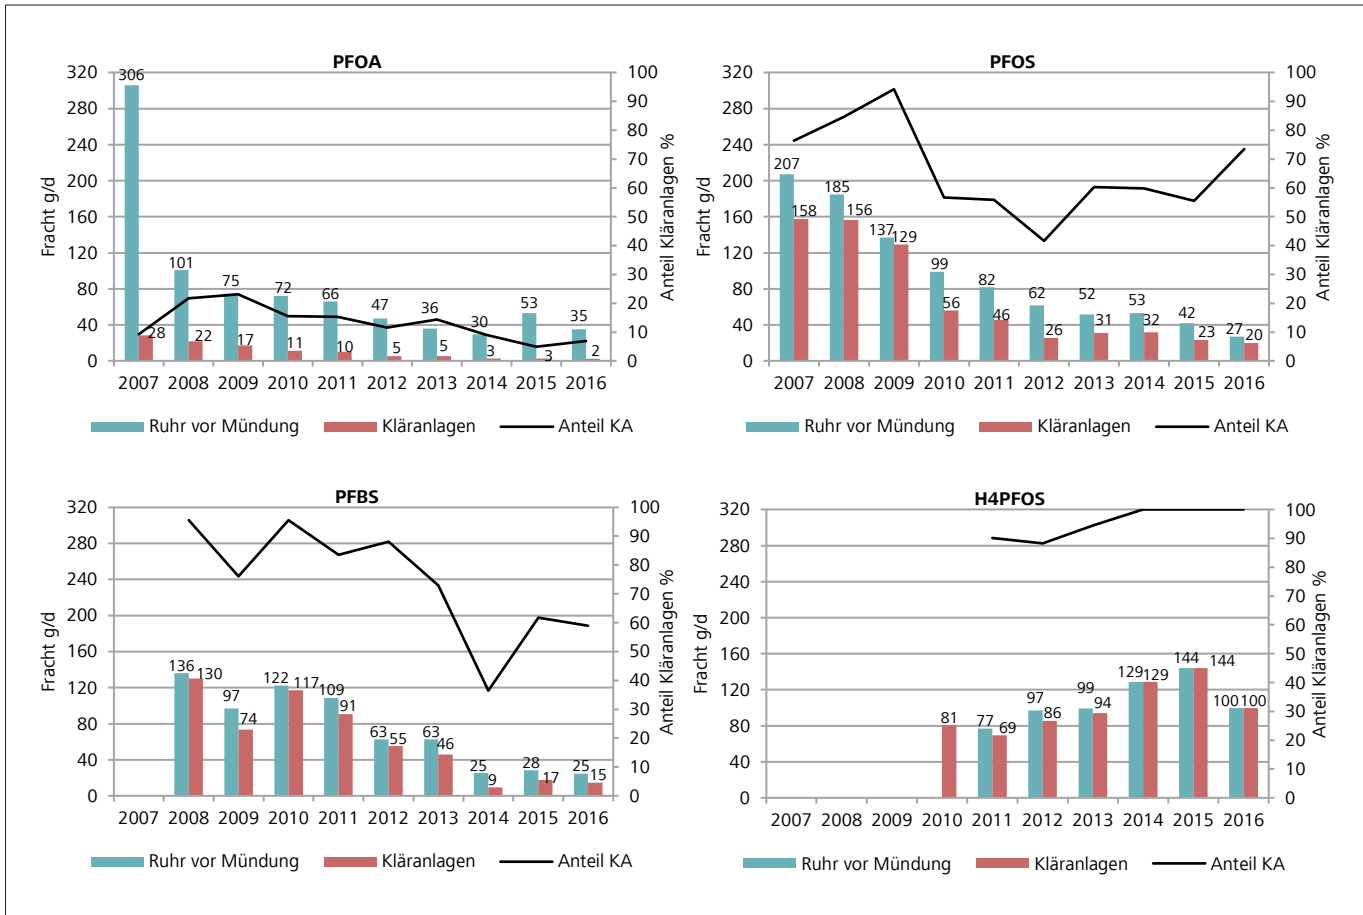 PFOA
320 280 240 200 160 120 80 40 0
Fracht g/d
306 101 75 72 66 47 36 30 53 35
28 22 17 11 10 5 5 3 3 2
100 90 80 70 60 50 40 30 20 10 0
Anteil Kläranlagen %
2007 2008 2009 2010 2011 2012 2013 2014 2015 2016
Ruhr vor Mündung Kläranlagen Anteil KA
PFOS
320 280 240 200 160 120 80 40 0
Fracht g/d
207 185 137 99 82 62 52 53 42 27
158 156 129 56 46 26 31 32 23 20
100 90 80 70 60 50 40 30 20 10 0
Anteil Kläranlagen %
2007 2008 2009 2010 2011 2012 2013 2014 2015 2016
Ruhr vor Mündung Kläranlagen Anteil KA
PFBS
320 280 240 200 160 120 80 40 0
Fracht g/d
136 97 122 109 63 63 25 28 25
130 74 117 91 55 46 9 17 15
100 90 80 70 60 50 40 30 20 10 0
Anteil Kläranlagen %
2007 2008 2009 2010 2011 2012 2013 2014 2015 2016
Ruhr vor Mündung Kläranlagen Anteil KA
H4PFOS
320 280 240 200 160 120 80 40 0
Fracht g/d
77 97 99 129 144 100
81 69 86 94 129 144 100
100 90 80 70 60 50 40 30 20 10 0
Anteil Kläranlagen %
2007 2008 2009 2010 2011 2012 2013 2014 2015 2016
Ruhr vor Mündung Kläranlagen Anteil KA